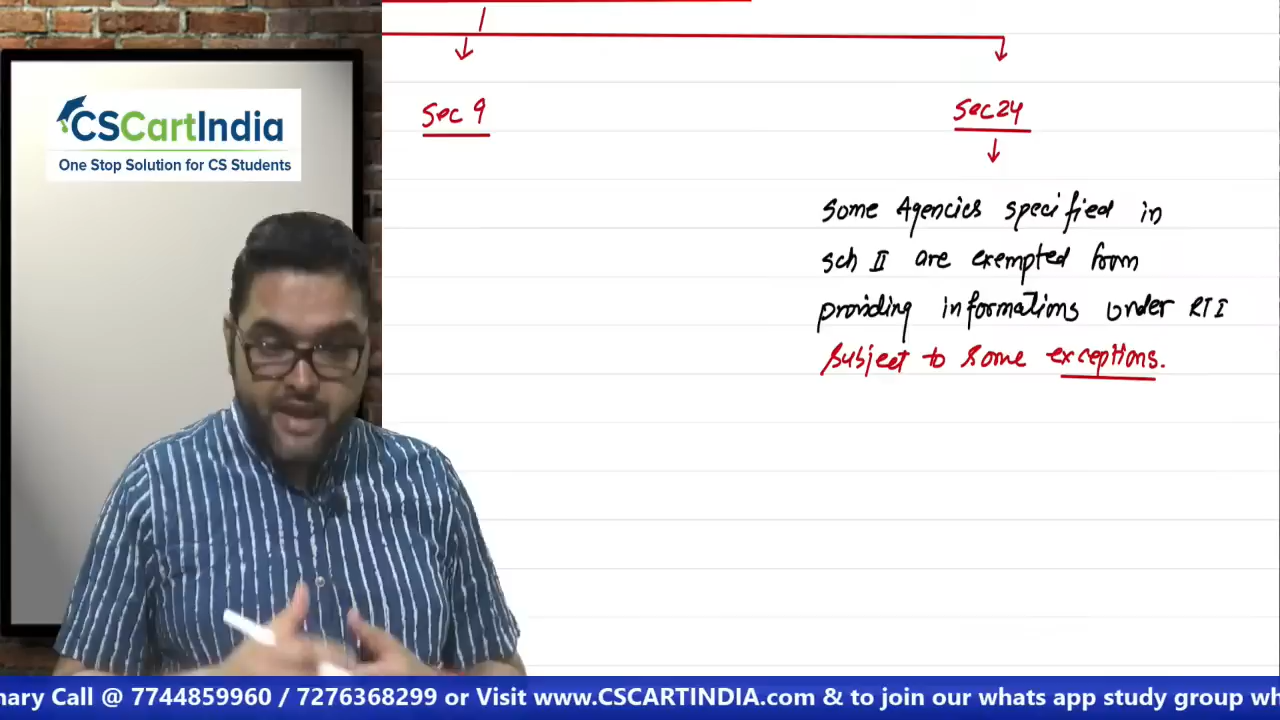 CSCartIndia
One Stop Solution for CS Students
Sec 9
Sec 24
Some Agencies specified in
Sch II are exempted from
providing informations under RTI
Subject to some exceptions.
nary Call @ 7744859960 / 7276368299 or Visit www.CSCARTINDIA.com & to join our whats app study group wh